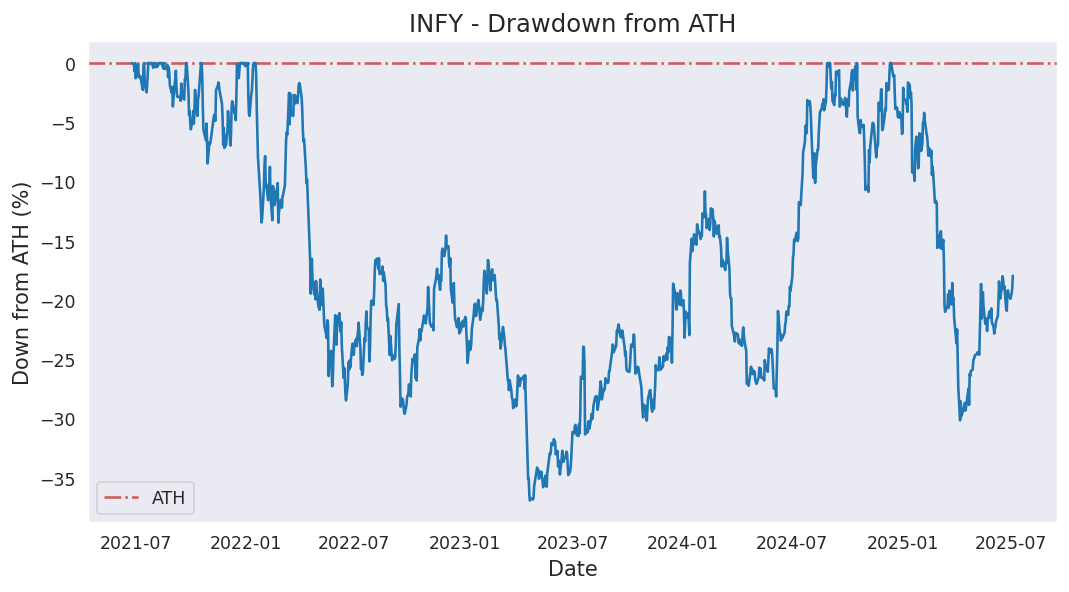 INFY - Drawdown from ATH
Down from ATH (%)
0
−5
−10
−15
−20
−25
−30
−35
ATH
2021-07 2022-01 2022-07 2023-01 2023-07 2024-01 2024-07 2025-01 2025-07
Date